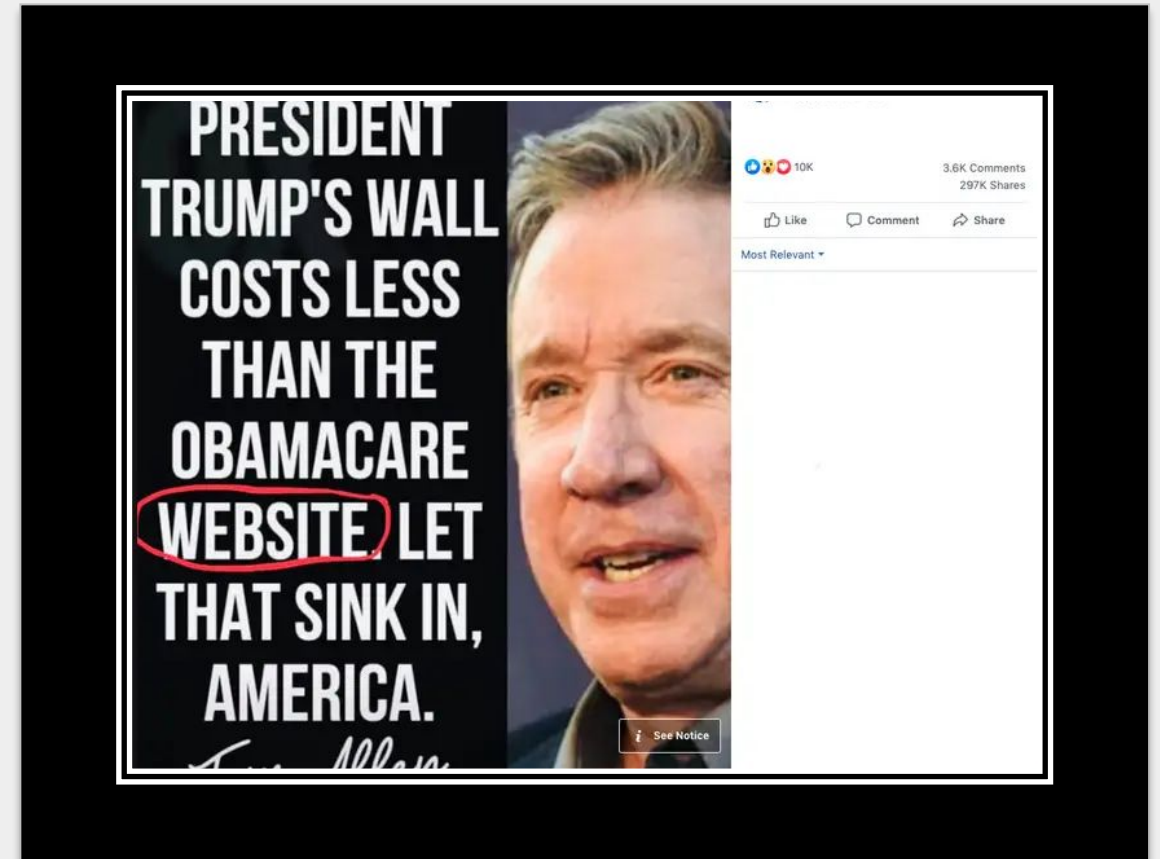 PRESIDENT
TRUMP'S WALL
COSTS LESS
THAN THE
OBAMACARE
WEBSITE. LET
THAT SINK IN,
AMERICA.
Allen
See Notice
10K
3.6K Comments
297K Shares
Like Comment Share
Most Relevant